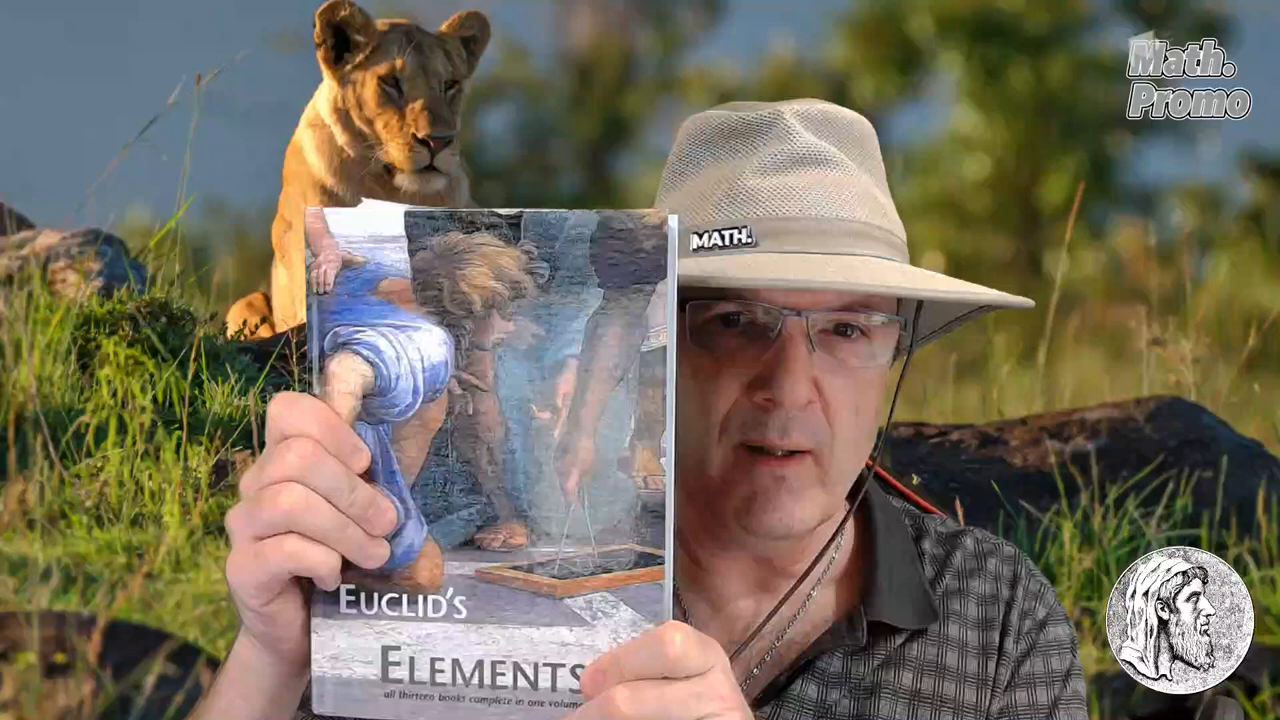 Math.
Promo
MATH!
EUCLID'S
ELEMENTS
all thirteen books complete in one volume